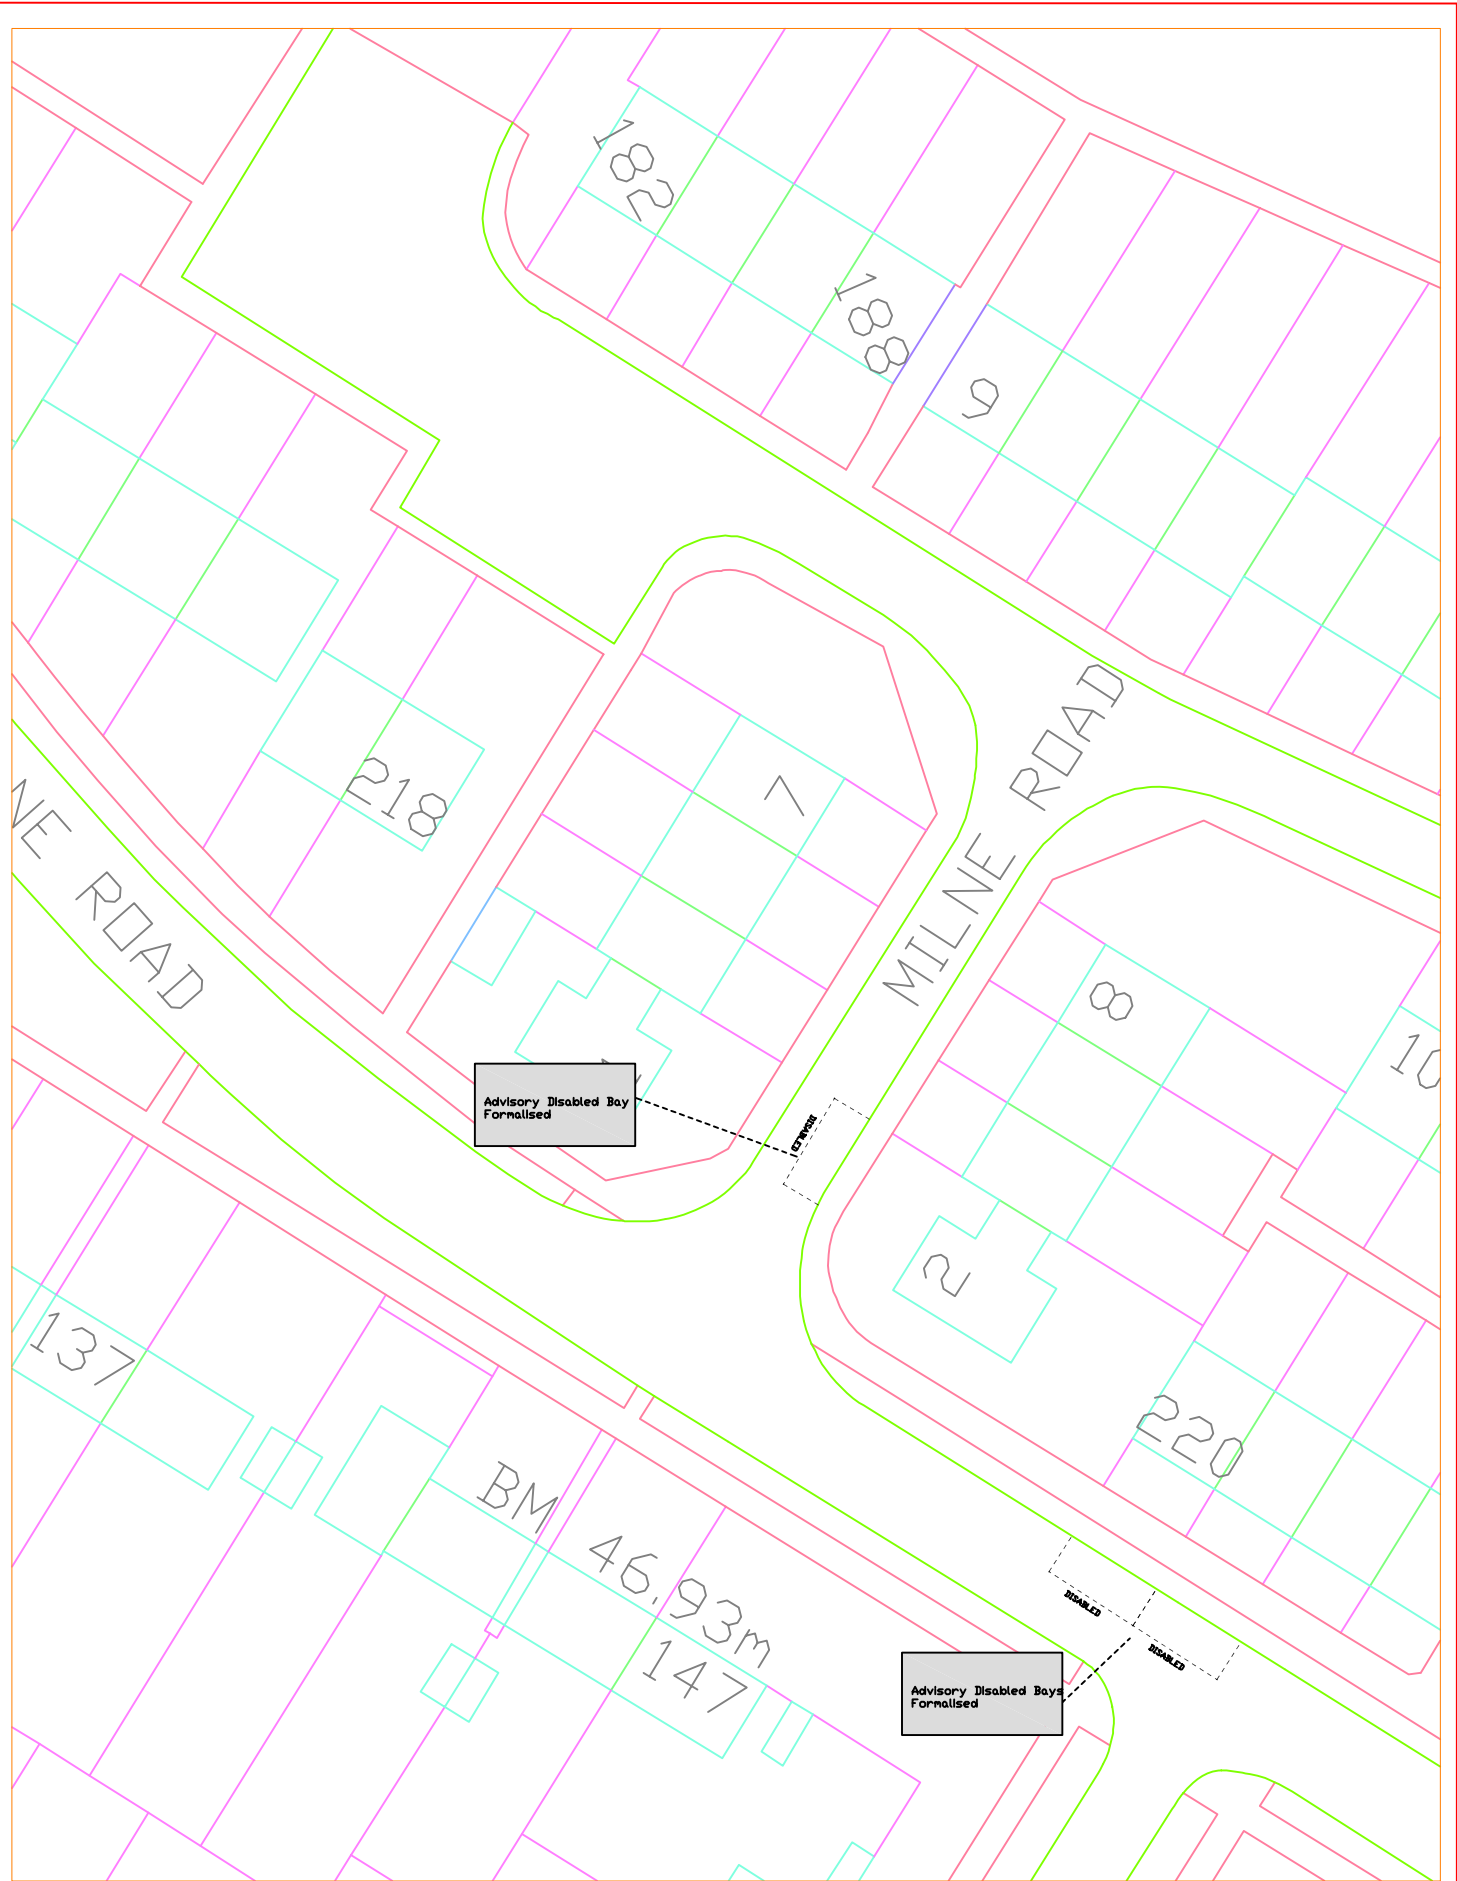 182
188
9
MILNE ROAD
218
7
NE ROAD
8
10
Advisory Disabled Bay
Formalised
DISABLED
2
137
220
BM 46.93m
147
DISABLED
DISABLED
Advisory Disabled Bays
Formalised